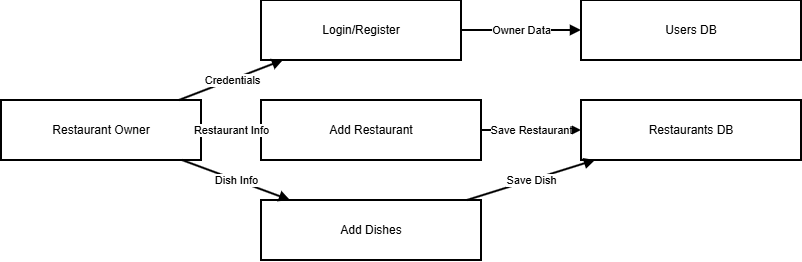 Login/Register
Owner Data
Users DB
Credentials
Restaurant Owner
Restaurant Info
Add Restaurant
Save Restaurant
Restaurants DB
Dish Info
Save Dish
Add Dishes